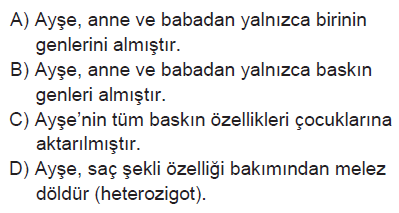 A) Ayşe, anne ve babadan yalnızca birinin
genlerini almıştır.
B) Ayşe, anne ve babadan yalnızca baskın
genleri almıştır.
C) Ayşe’nin tüm baskın özellikleri çocuklarına
aktarılmıştır.
D) Ayşe, saç şekli özelliği bakımından melez
döldür (heterozigot).